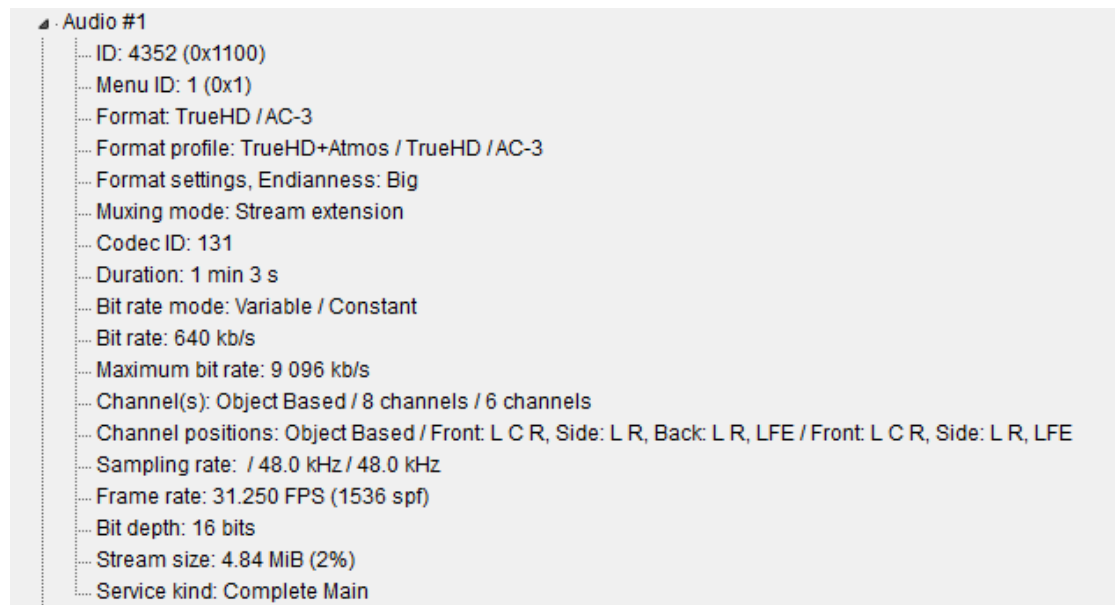 Audio #1
ID: 4352 (0x1100)
Menu ID: 1 (0x1)
Format: TrueHD / AC-3
Format profile: TrueHD+Atmos / TrueHD / AC-3
Format settings, Endianness: Big
Muxing mode: Stream extension
Codec ID: 131
Duration: 1 min 3 s
Bit rate mode: Variable / Constant
Bit rate: 640 kb/s
Maximum bit rate: 9 096 kb/s
Channel(s): Object Based / 8 channels / 6 channels
Channel positions: Object Based / Front: L C R, Side: L R, Back: L R, LFE / Front: L C R, Side: L R, LFE
Sampling rate:  / 48.0 kHz / 48.0 kHz
Frame rate: 31.250 FPS (1536 spf)
Bit depth: 16 bits
Stream size: 4.84 MiB (2%)
Service kind: Complete Main